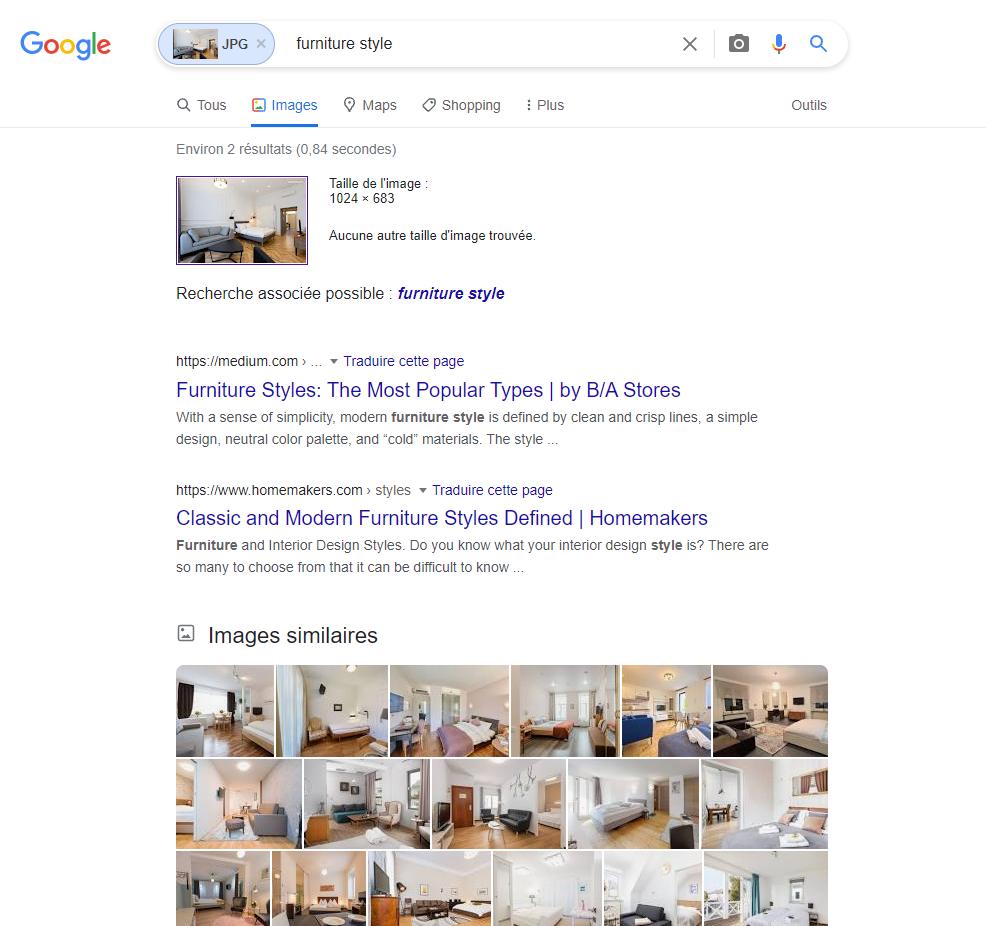 Google JPG × furniture style
Tous Images Maps Shopping Plus Outils
Environ 2 résultats (0,84 secondes)
Taille de l'image :
1024 × 683
Aucune autre taille d'image trouvée.
Recherche associée possible : furniture style
https://medium.com › ... Traduire cette page
Furniture Styles: The Most Popular Types | by B/A Stores
With a sense of simplicity, modern furniture style is defined by clean and crisp lines, a simple
design, neutral color palette, and “cold” materials. The style ...
https://www.homemakers.com › styles Traduire cette page
Classic and Modern Furniture Styles Defined | Homemakers
Furniture and Interior Design Styles. Do you know what your interior design style is? There are
so many to choose from that it can be difficult to know ...
Images similaires